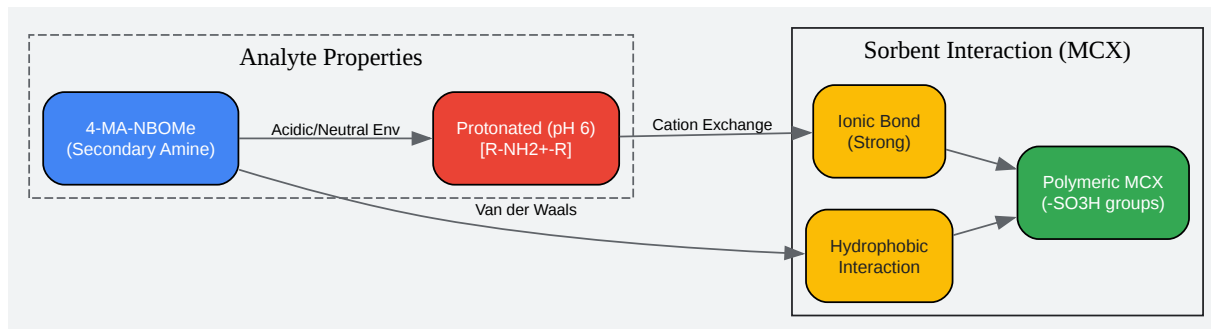 Analyte Properties
4-MA-NBOMe
(Secondary Amine)
Acidic/Neutral Env
Protonated (pH 6)
[R-NH2+-R]
Cation Exchange
Van der Waals
Sorbent Interaction (MCX)
Ionic Bond
(Strong)
Hydrophobic
Interaction
Polymeric MCX
(-SO3H groups)